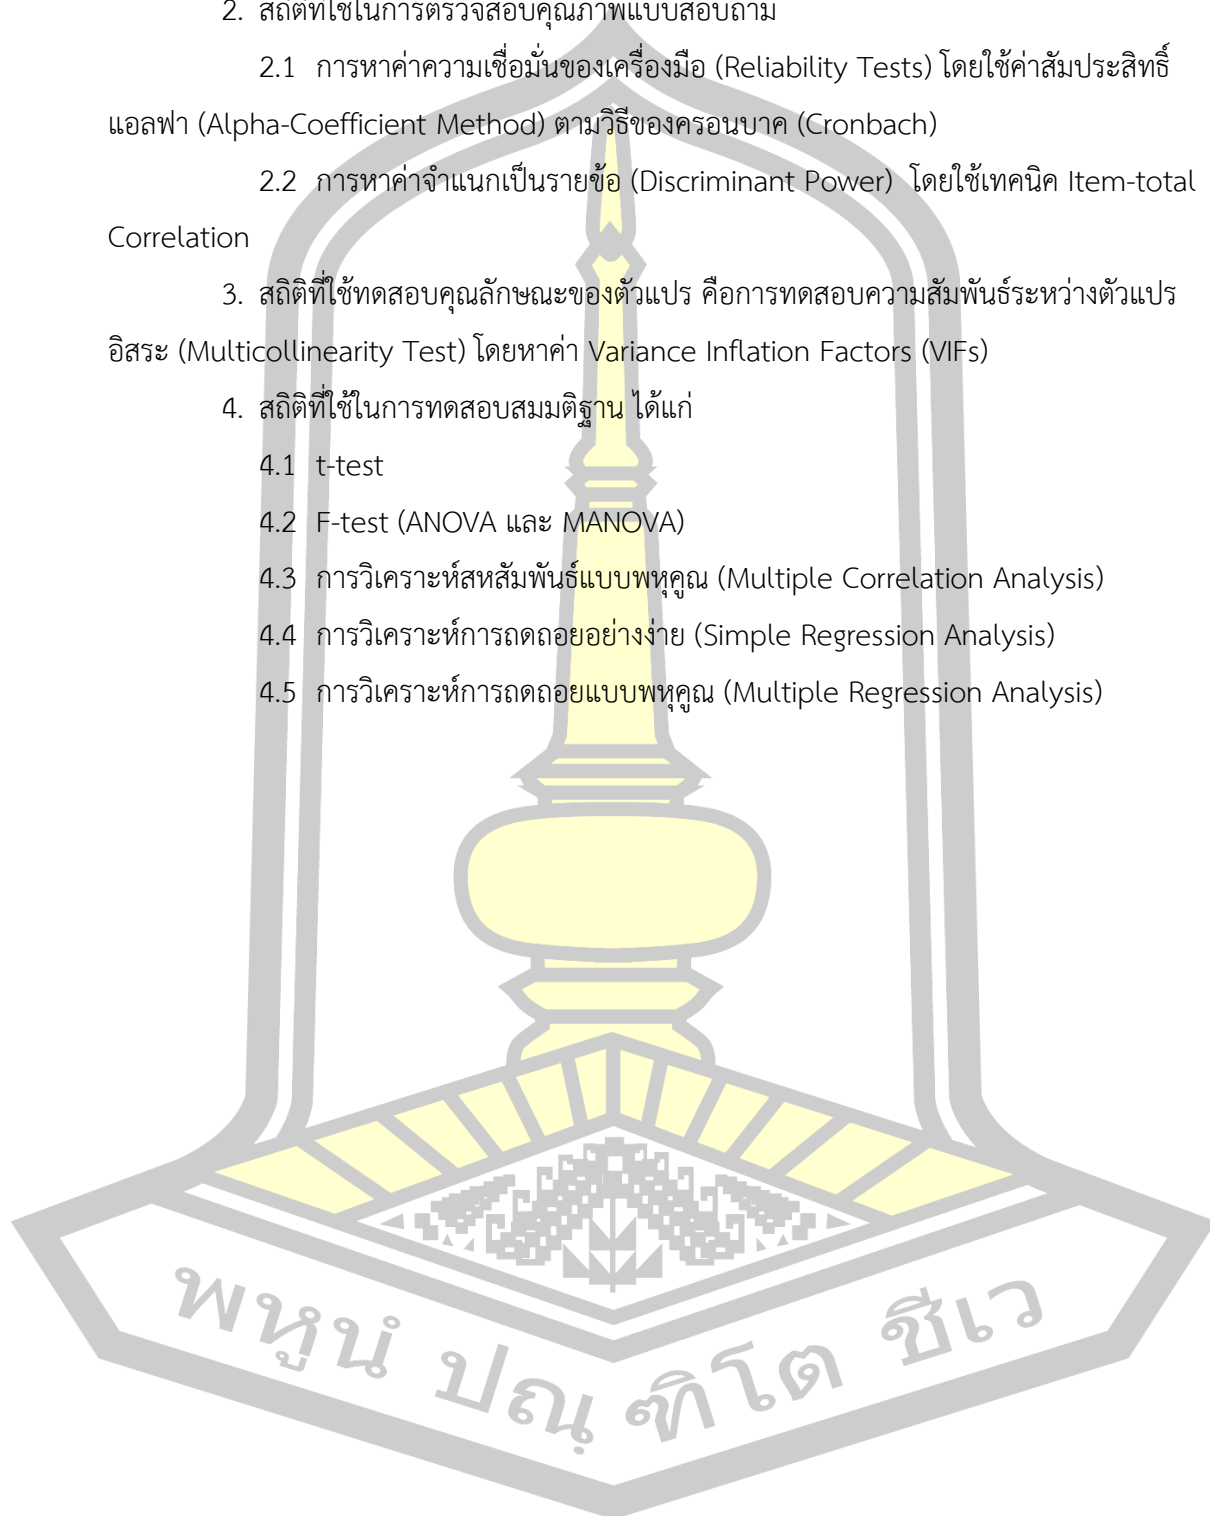 2. สถิติที่ใช้ในการตรวจสอบคุณภาพแบบสอบถาม
2.1 การหาค่าความเชื่อมั่นของเครื่องมือ (Reliability Tests) โดยใช้ค่าสัมประสิทธิ์
แอลฟา (Alpha-Coefficient Method) ตามวิธีของครอนบาค (Cronbach)
2.2 การหาค่าจำแนกเป็นรายข้อ (Discriminant Power) โดยใช้เทคนิค Item-total
Correlation
3. สถิติที่ใช้ทดสอบคุณลักษณะของตัวแปร คือการทดสอบความสัมพันธ์ระหว่างตัวแปร
อิสระ (Multicollinearity Test) โดยหาค่า Variance Inflation Factors (VIFs)
4. สถิติที่ใช้ในการทดสอบสมมติฐาน ได้แก่
4.1 t-test
4.2 F-test (ANOVA และ MANOVA)
4.3 การวิเคราะห์สหสัมพันธ์แบบพหุคูณ (Multiple Correlation Analysis)
4.4 การวิเคราะห์การถดถอยอย่างง่าย (Simple Regression Analysis)
4.5 การวิเคราะห์การถดถอยแบบพหุคูณ (Multiple Regression Analysis)
พหูนํ ปณฺฑิโต ชีเว